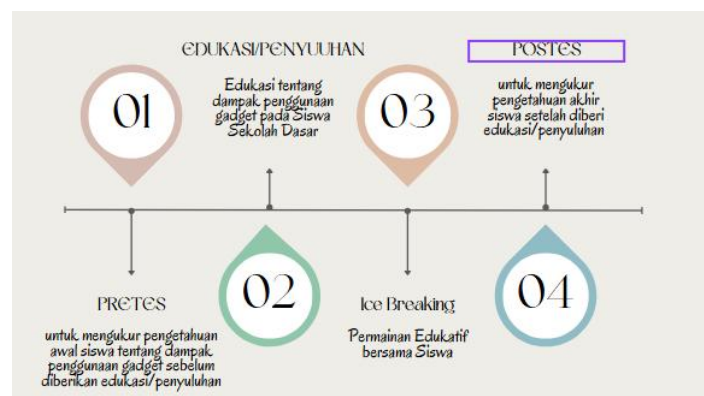 EDUKASI/PENYUUHAN
POSTES
01
Edukasi tentang
dampak penggunaan
gadget pada Siswa
Sekolah Dasar
03
untuk mengukur
pengetahuan akhir
siswa setelah diberi
edukasi/penyuluhan
02
04
PRETES
untuk mengukur pengetahuan
awal siswa tentang dampak
penggunaan gadget sebelum
diberikan edukasi/penyuluhan
Ice Breaking
Permainan Edukatif
bersama Siswa